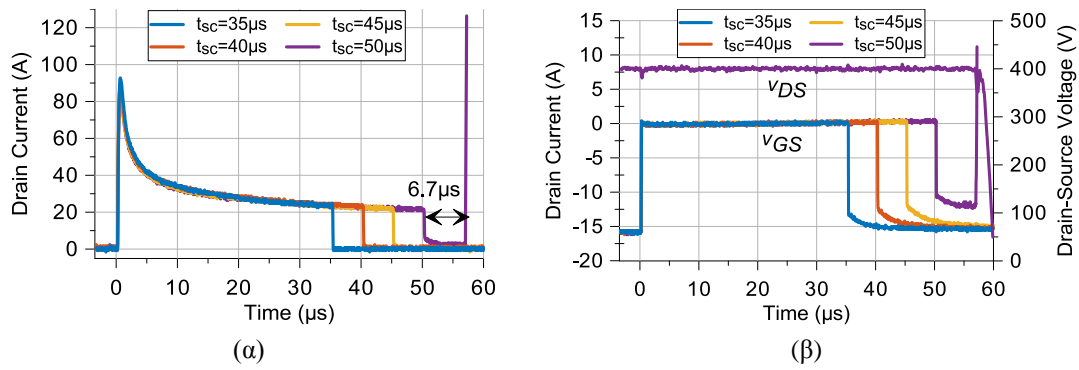 tsc=35µs tsc=45µs
tsc=40µs tsc=50µs
Drain Current (A)
120
100
80
60
40
20
0
6.7µs
0 10 20 30 40 50 60
Time (µs)
(α)
tsc=35µs tsc=45µs
tsc=40µs tsc=50µs
Drain Current (A)
15
10
5
0
-5
-10
-15
-20
vDS
vGS
500
400
300
200
100
0
Drain-Source Voltage (V)
0 10 20 30 40 50 60
Time (µs)
(β)